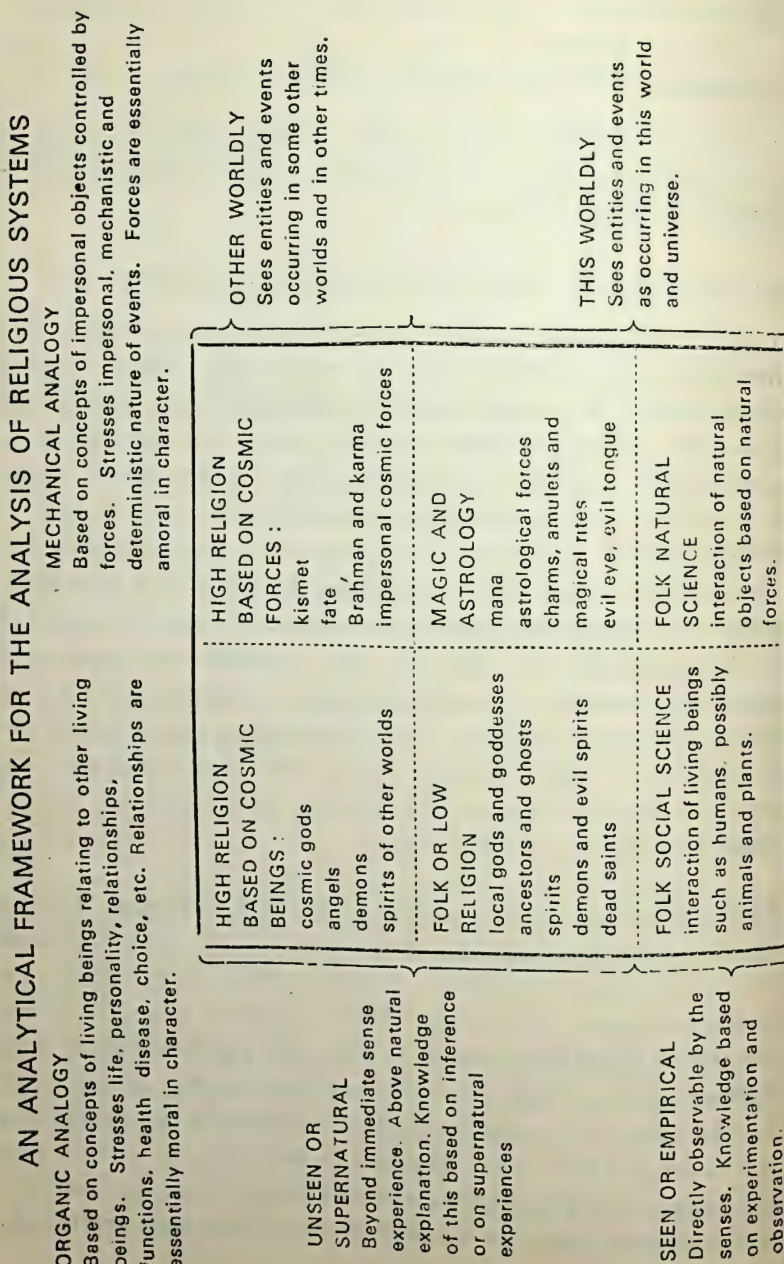 AN ANALYTICAL FRAMEWORK FOR THE ANALYSIS OF RELIGIOUS SYSTEMS
ORGANIC ANALOGY
Based on concepts of living beings relating to other living
beings. Stresses life, personality, relationships,
functions, health disease, choice, etc. Relationships are
essentially moral in character.
MECHANICAL ANALOGY
Based on concepts of impersonal objects controlled by
forces. Stresses impersonal, mechanistic and
deterministic nature of events. Forces are essentially
amoral in character.
UNSEEN OR
SUPERNATURAL
Beyond immediate sense
experience. Above natural
explanation. Knowledge
of this based on inference
or on supernatural
experiences
HIGH RELIGION
BASED ON COSMIC
BEINGS:
cosmic gods
angels
demons
spirits of other worlds
HIGH RELIGION
BASED ON COSMIC
FORCES:
kismet
fate
Brahman and karma
impersonal cosmic forces
OTHER WORLDLY
Sees entities and events
occurring in some other
worlds and in other times.
FOLK OR LOW
RELIGION
local gods and goddesses
ancestors and ghosts
spirits
demons and evil spirits
dead saints
MAGIC AND
ASTROLOGY
mana
astrological forces
charms, amulets and
magical rites
evil eye, evil tongue
THIS WORLDLY
Sees entities and events
as occurring in this world
and universe.
SEEN OR EMPIRICAL
Directly observable by the
senses. Knowledge based
on experimentation and
observation.
FOLK SOCIAL SCIENCE
interaction of living beings
such as humans, possibly
animals and plants.
FOLK NATURAL
SCIENCE
interaction of natural
objects based on natural
forces.